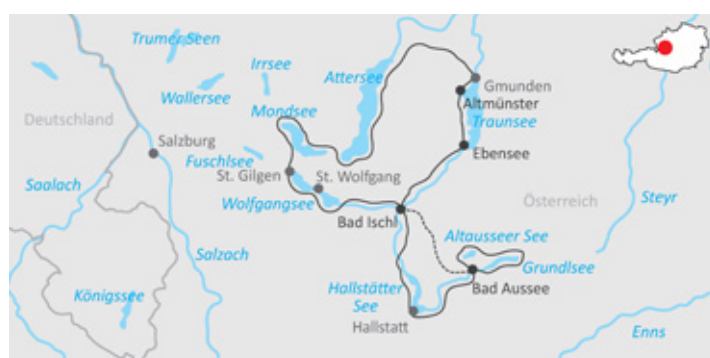 Trumer Seen
Irrsee
Attersee
Wallersee
Gmunden
Altmünster
Mondsee
Traunsee
Deutschland
Salzburg
Ebensee
Fuschlsee
St. Gilgen
St. Wolfgang
Saalach
Wolfgangsee
Österreich
Steyr
Bad Ischl
Altausseer See
Salzach
Grundlsee
Hallstätter
See
Bad Aussee
Königssee
Hallstatt
Enns